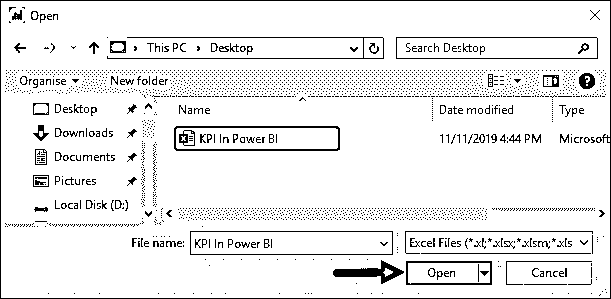 Open
This PC > Desktop
Search Desktop
Organise
New folder
Name
Date modified
Type
Desktop
Downloads
Documents
Pictures
Local Disk (D:)
KPI In Power BI
11/11/2019 4:44 PM
Microsof
File name:
KPI In Power BI
Excel Files (*.xl;*.xlsx;*.xlsm;*.xls
Open
Cancel